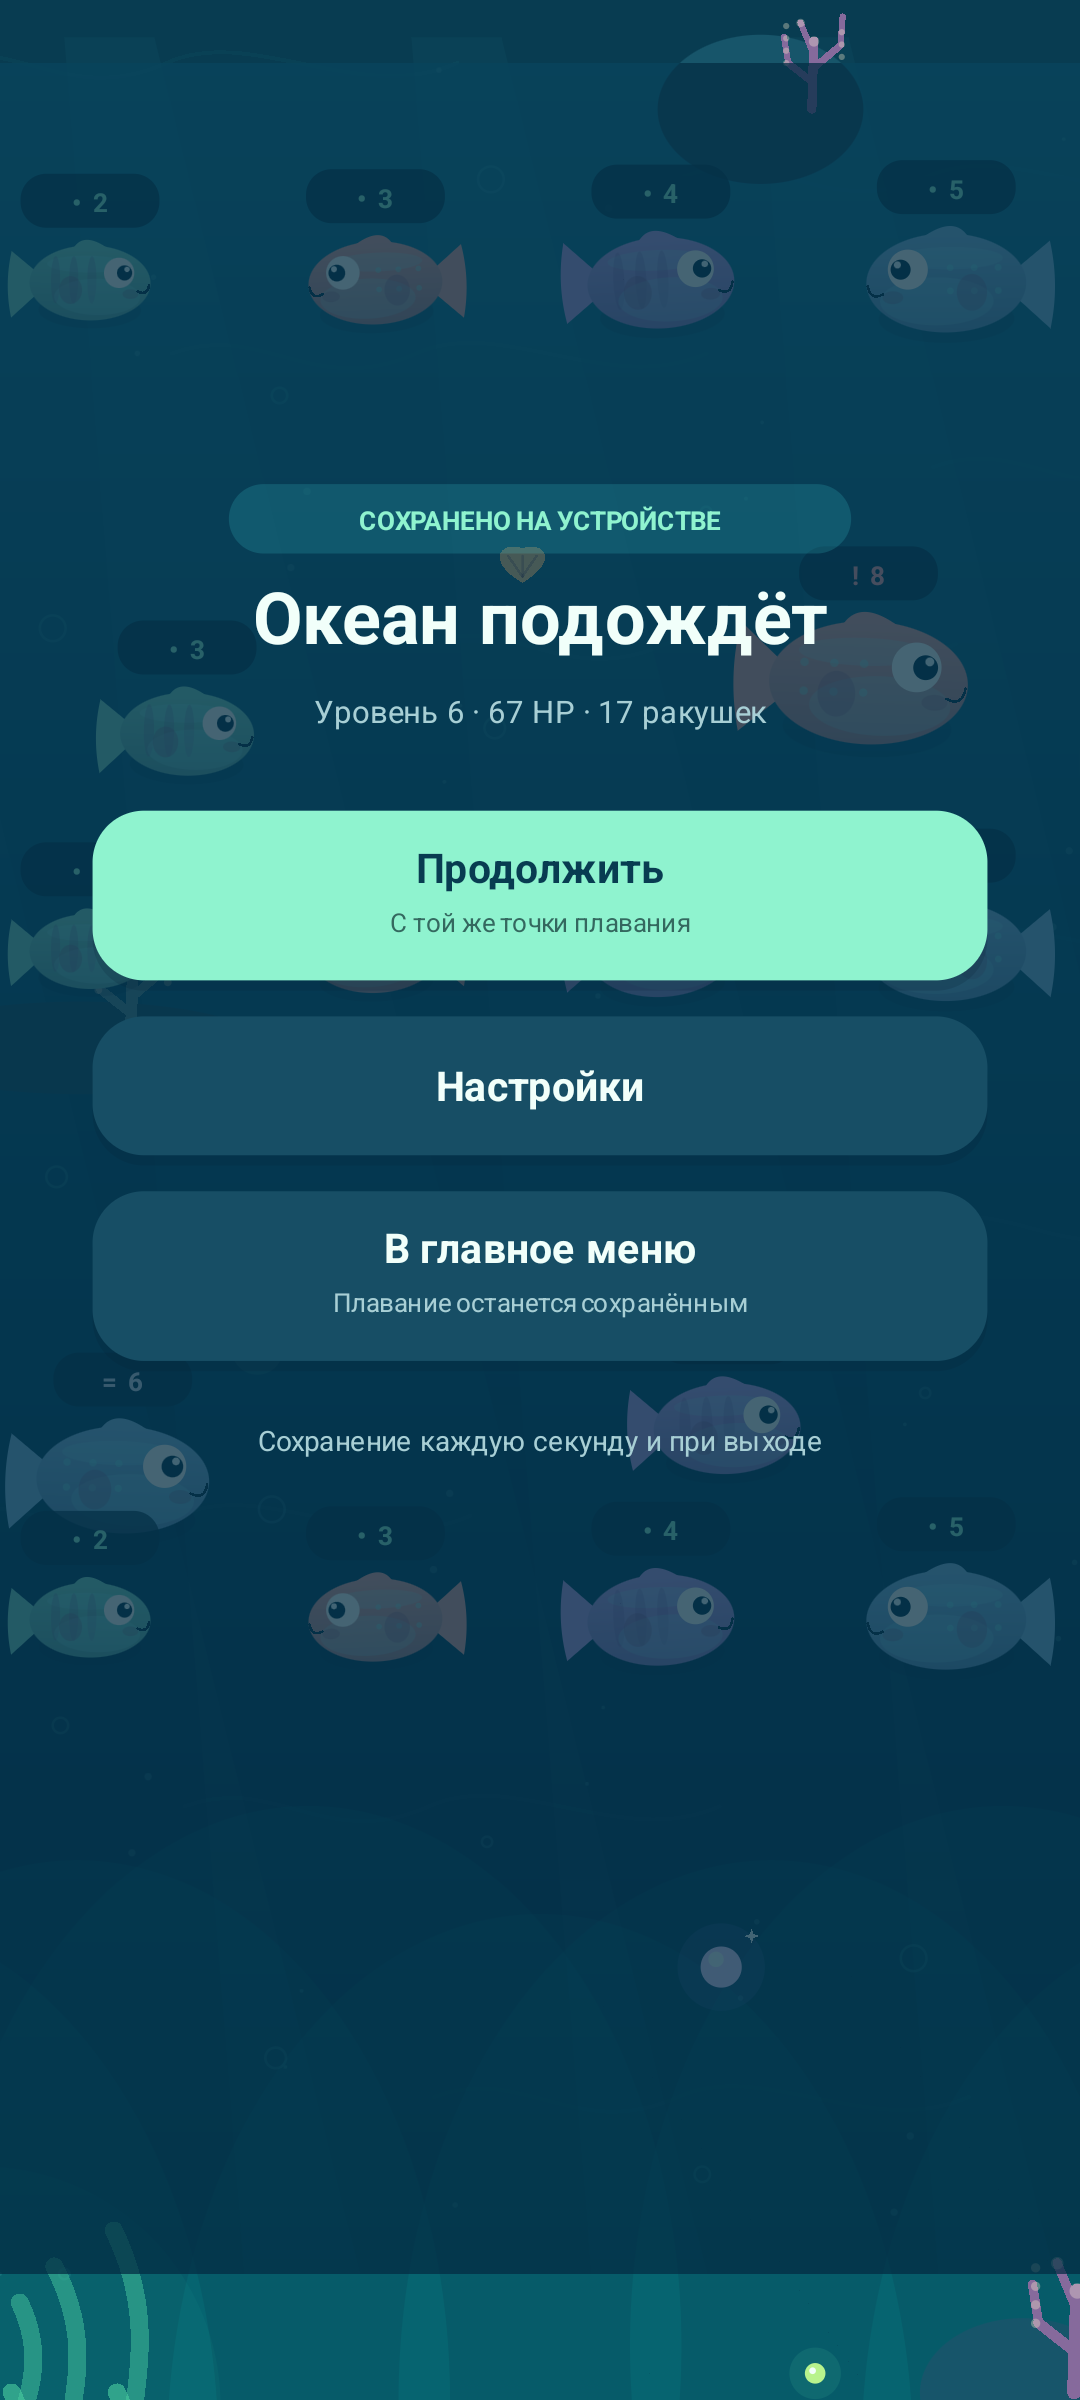 • 2
• 3
• 4
• 5
СОХРАНЕНО НА УСТРОЙСТВЕ
! 8
Океан подождёт
• 3
Уровень 6 · 67 HP · 17 ракушек
Продолжить
С той же точки плавания
Настройки
В главное меню
Плавание останется сохранённым
= 6
Сохранение каждую секунду и при выходе
• 2
• 3
• 4
• 5